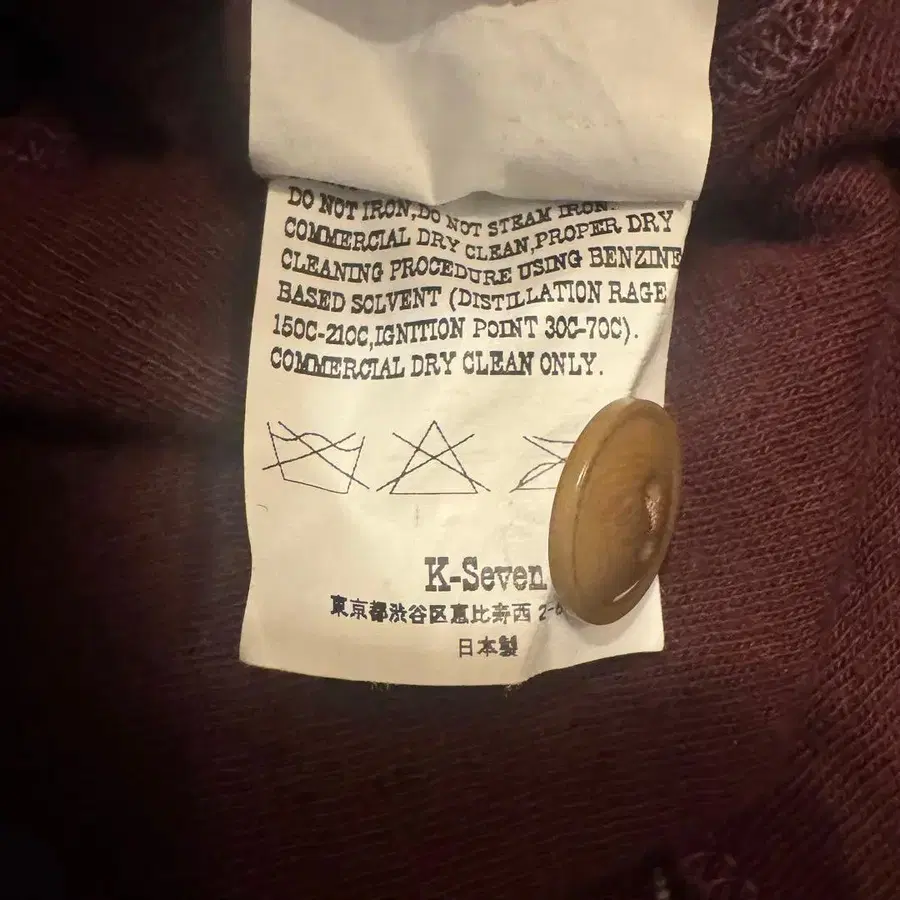 DO NOT IRON,DO NOT STEAM IRON.
COMMERCIAL DRY CLEAN,PROPER DRY
CLEANING PROCEDURE USING BENZINE
BASED SOLVENT (DISTILLATION RAGE
150C-210C,IGNITION POINT 30C-70C).
COMMERCIAL DRY CLEAN ONLY.
K-Seven
東京都渋谷区恵比寿西 2-
日本製